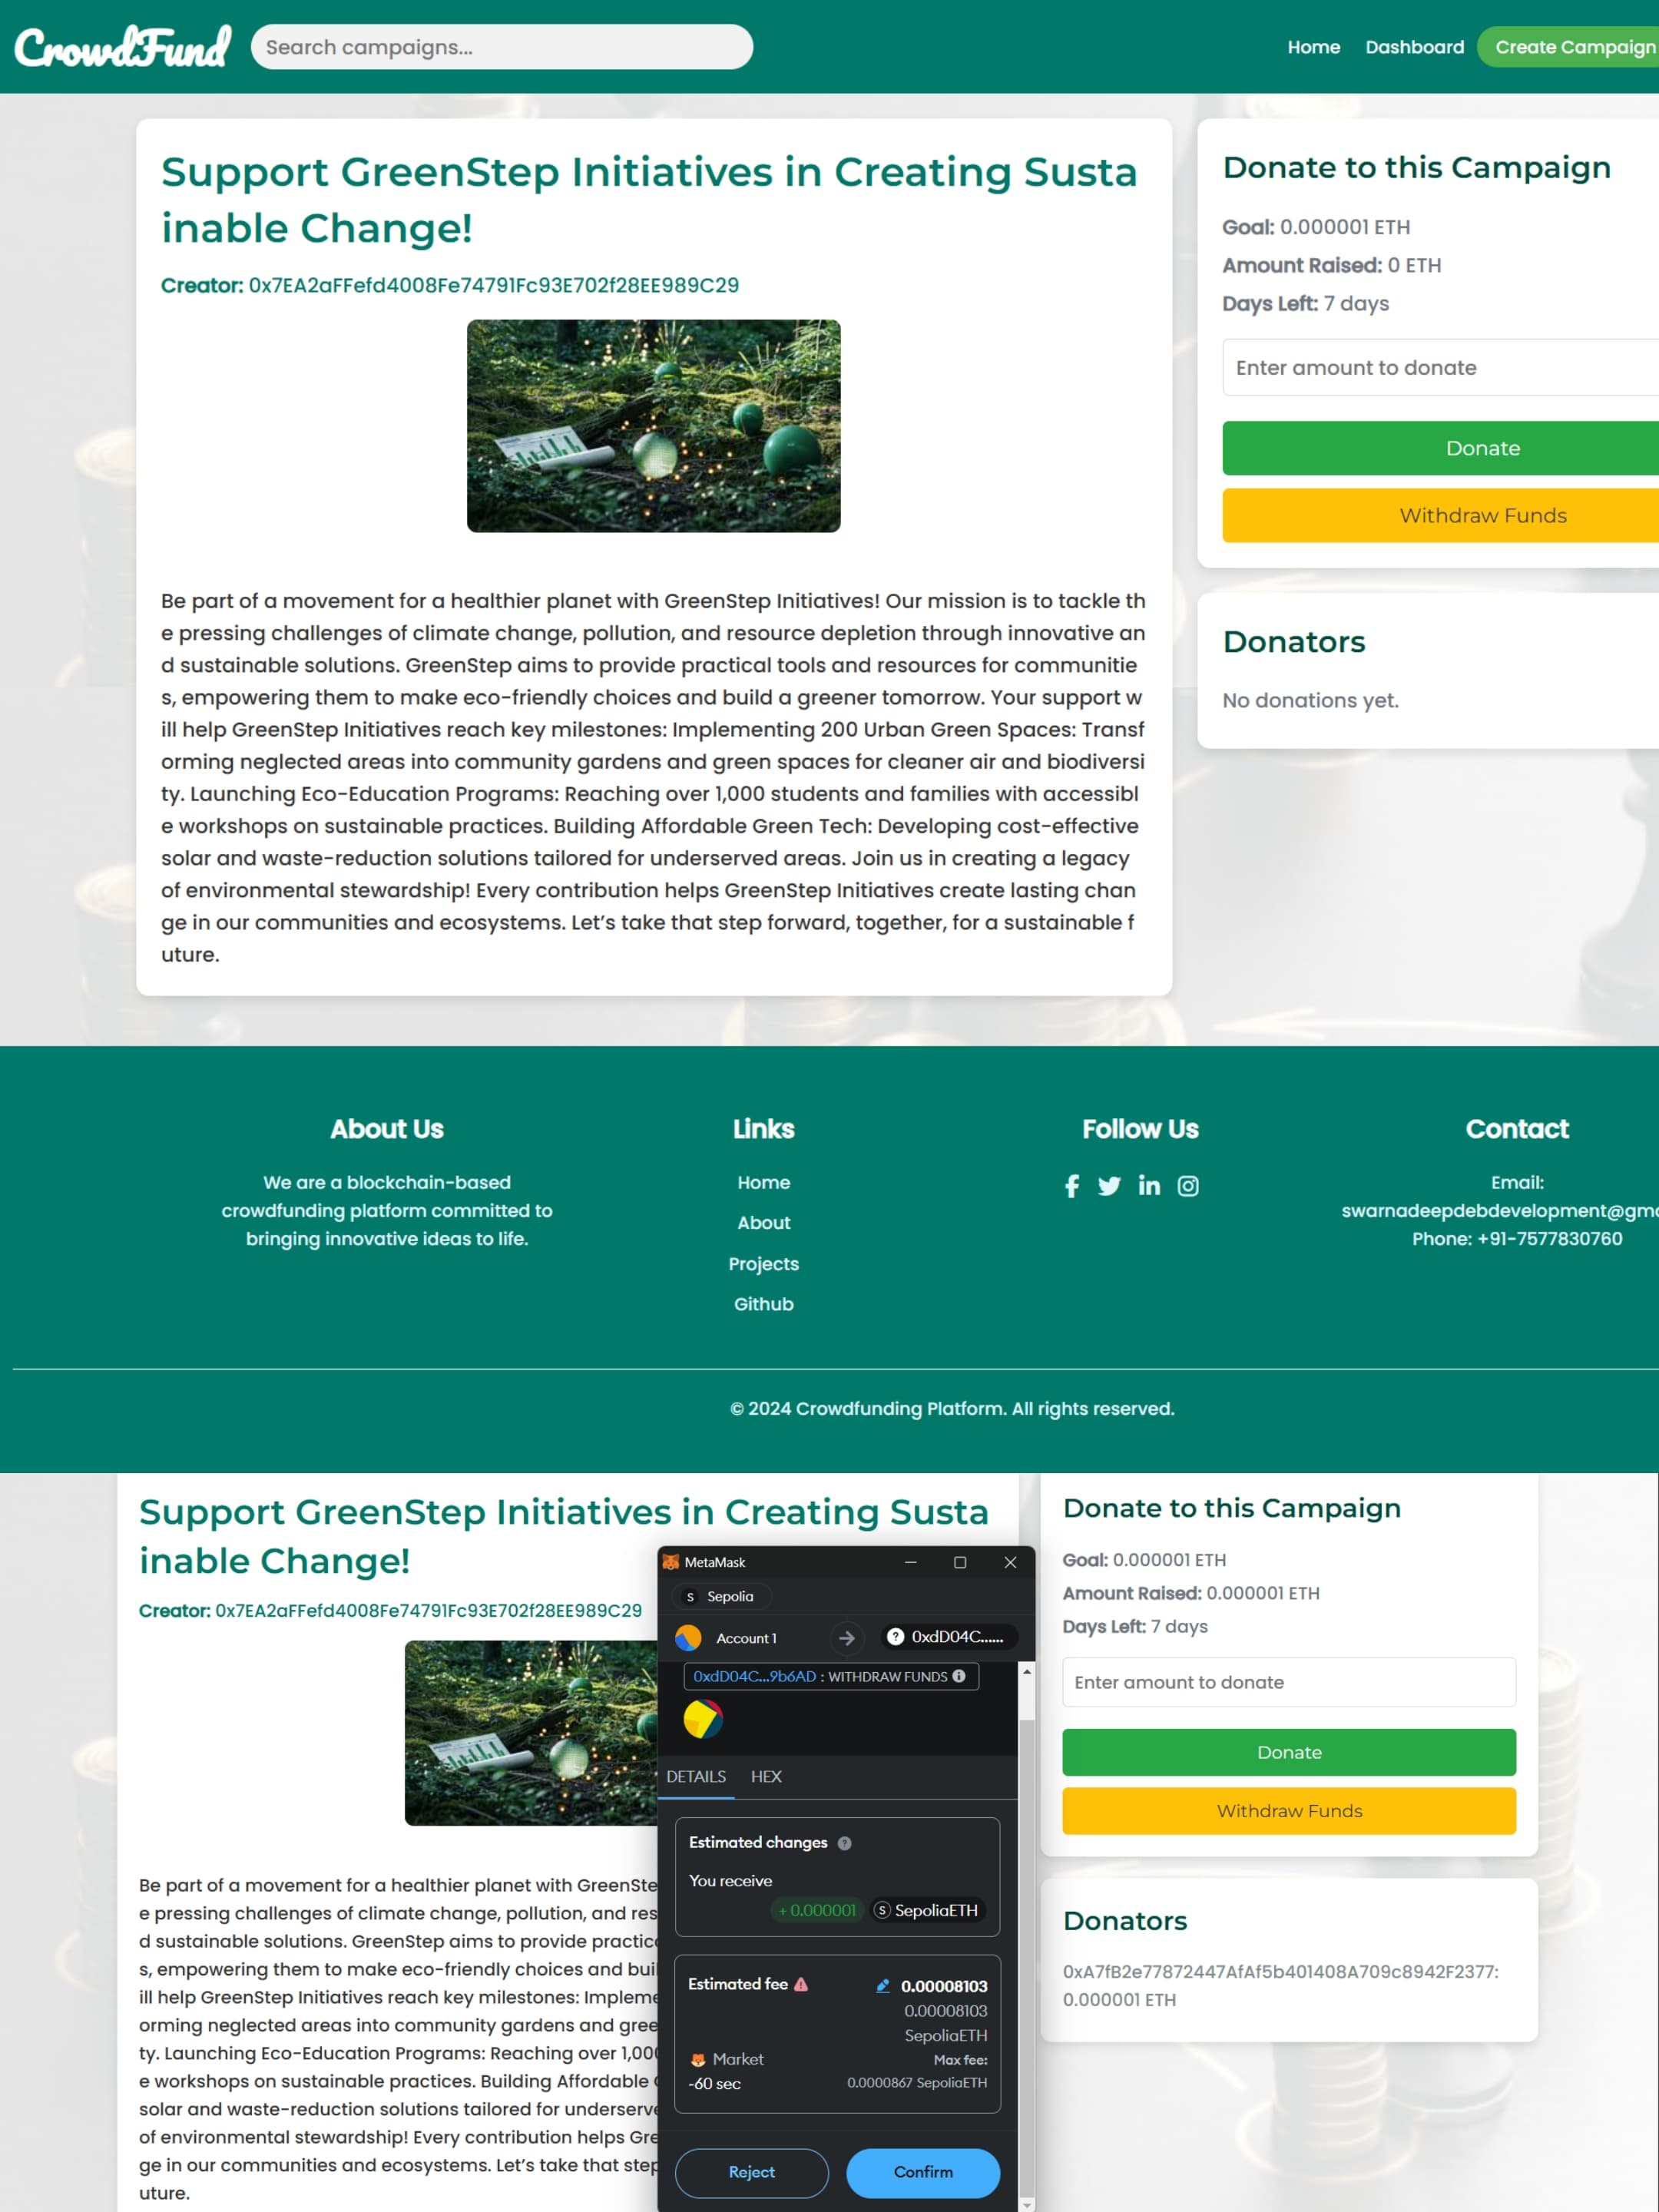 CrowdFund
Search campaigns...
Home
Dashboard
Create Campaign
Support GreenStep Initiatives in Creating Susta
inable Change!
Creator: 0x7EA2aFFefd4008Fe74791Fc93E702f28EE989C29
Be part of a movement for a healthier planet with GreenStep Initiatives! Our mission is to tackle th
e pressing challenges of climate change, pollution, and resource depletion through innovative an
d sustainable solutions. GreenStep aims to provide practical tools and resources for communitie
s, empowering them to make eco-friendly choices and build a greener tomorrow. Your support w
ill help GreenStep Initiatives reach key milestones: Implementing 200 Urban Green Spaces: Transf
orming neglected areas into community gardens and green spaces for cleaner air and biodiversi
ty. Launching Eco-Education Programs: Reaching over 1,000 students and families with accessibl
e workshops on sustainable practices. Building Affordable Green Tech: Developing cost-effective
solar and waste-reduction solutions tailored for underserved areas. Join us in creating a legacy
of environmental stewardship! Every contribution helps GreenStep Initiatives create lasting chan
ge in our communities and ecosystems. Let's take that step forward, together, for a sustainable f
uture.
Donate to this Campaign
Goal: 0.000001 ETH
Amount Raised: 0 ETH
Days Left: 7 days
Enter amount to donate
Donate
Withdraw Funds
Donators
No donations yet.
About Us
We are a blockchain-based
crowdfunding platform committed to
bringing innovative ideas to life.
Links
Home
About
Projects
Github
Follow Us
Contact
Email:
swarnadeepdebdevelopment@gma
Phone: +91-7577830760
© 2024 Crowdfunding Platform. All rights reserved.
Support GreenStep Initiatives in Creating Susta
inable Change!
Creator: 0x7EA2aFFefd4008Fe74791Fc93E702f28EE989C29
Be part of a movement for a healthier planet with GreenSte
e pressing challenges of climate change, pollution, and res
d sustainable solutions. GreenStep aims to provide practic
s, empowering them to make eco-friendly choices and buil
ill help GreenStep Initiatives reach key milestones: Impleme
orming neglected areas into community gardens and gree
ty. Launching Eco-Education Programs: Reaching over 1,00
e workshops on sustainable practices. Building Affordable
solar and waste-reduction solutions tailored for underserve
of environmental stewardship! Every contribution helps Gre
ge in our communities and ecosystems. Let's take that step
uture.
MetaMask
S Sepolia
Account 1
? 0xdD04C......
0xdD04C...9b6AD : WITHDRAW FUNDS
DETAILS
HEX
Estimated changes
You receive
+ 0.000001 S SepoliaETH
Estimated fee
0.00008103
0.00008103
SepoliaETH
Market
Max fee:
~60 sec
0.0000867 SepoliaETH
Reject
Confirm
Donate to this Campaign
Goal: 0.000001 ETH
Amount Raised: 0.000001 ETH
Days Left: 7 days
Enter amount to donate
Donate
Withdraw Funds
Donators
0xA7fB2e77872447AfAf5b401408A709c8942F2377:
0.000001 ETH